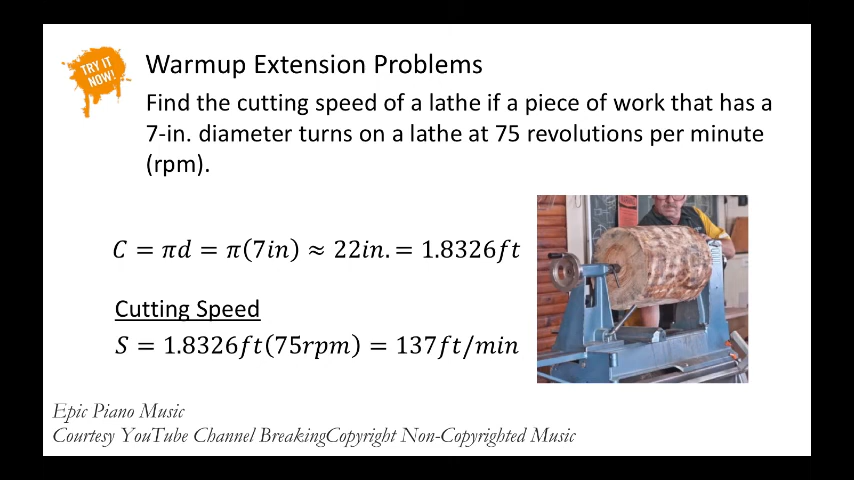 TRY IT
NOW!
Warmup Extension Problems
Find the cutting speed of a lathe if a piece of work that has a
7-in. diameter turns on a lathe at 75 revolutions per minute
(rpm).
C = πd = π(7in) ≈ 22in. = 1.8326ft
Cutting Speed
S = 1.8326ft(75rpm) = 137ft/min
Epic Piano Music
Courtesy YouTube Channel BreakingCopyright Non-Copyrighted Music